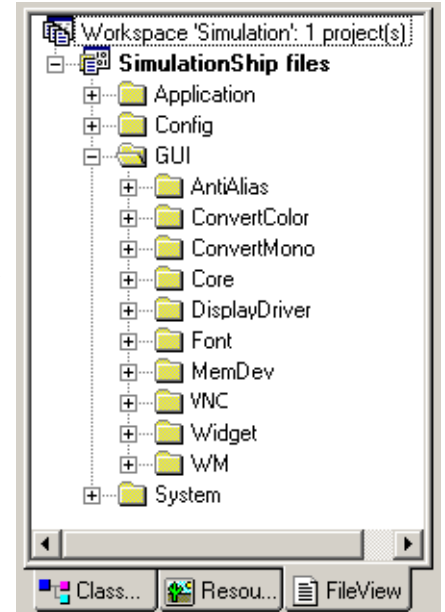 Workspace 'Simulation': 1 project(s)
SimulationShip files
Application
Config
GUI
AntiAlias
ConvertColor
ConvertMono
Core
DisplayDriver
Font
MemDev
VNC
Widget
WM
System
Class... Resou... FileView